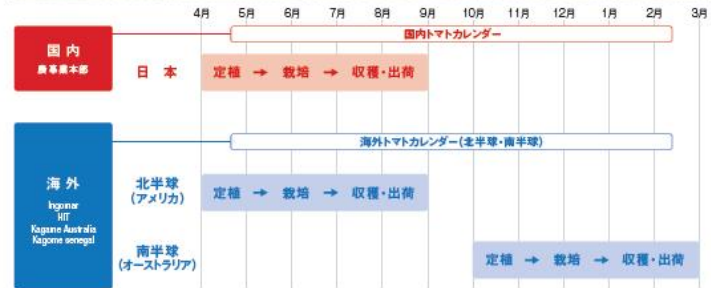 4月 5月 6月 7月 8月 9月 10月 11月 12月 1月 2月 3月
国内トマトカレンダー
国内
農事業本部
日本
定植 → 栽培 → 収穫・出荷
海外トマトカレンダー(北半球・南半球)
海外
Ingomar
HIT
Kagome Australia
Kagome senegal
北半球
(アメリカ)
定植 → 栽培 → 収穫・出荷
南半球
(オーストラリア)
定植 → 栽培 → 収穫・出荷